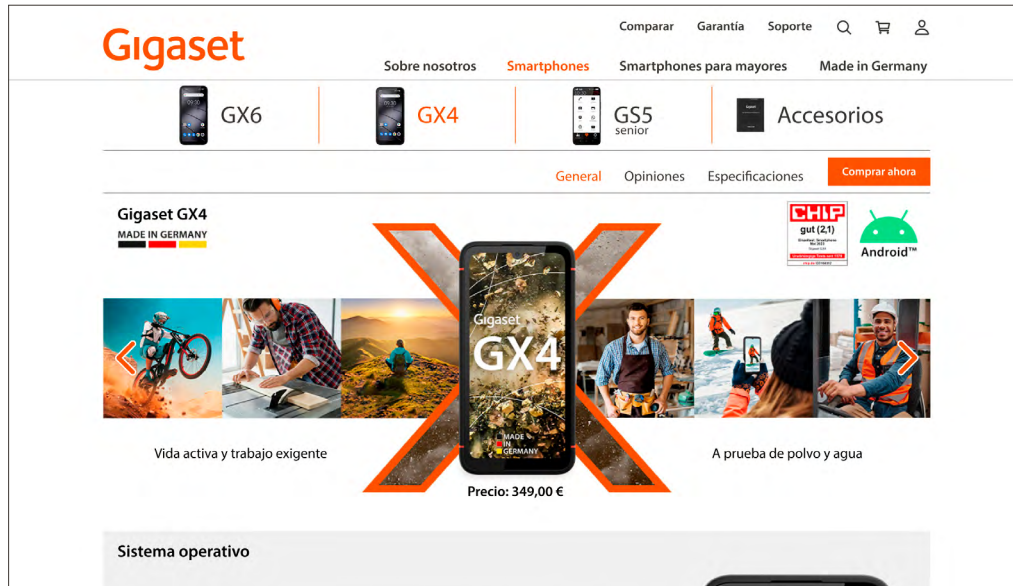 Comparar Garantía Soporte
Gigaset
Sobre nosotros Smartphones Smartphones para mayores Made in Germany
GX6
GX4
GS5
senior
Accesorios
General Opiniones Especificaciones Comprar ahora
Gigaset GX4
MADE IN GERMANY
CHIP
gut (2,1)
Android™
Gigaset
GX4
MADE
IN
GERMANY
Vida activa y trabajo exigente
A prueba de polvo y agua
Precio: 349,00 €
Sistema operativo